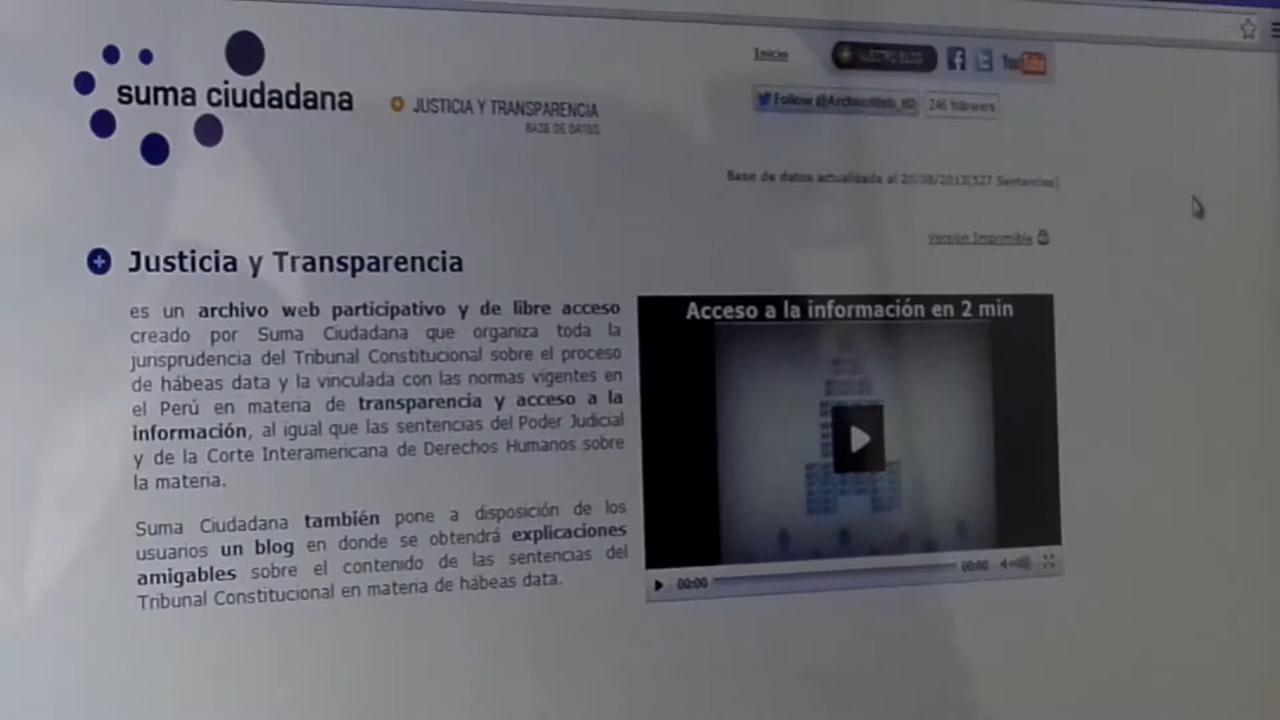 suma ciudadana
JUSTICIA Y TRANSPARENCIA
BASE DE DATOS
Inicio
NUESTRO BLOG
YouTube
Follow
246 followers
Base de datos actualizada al
Versión Imprimible
Justicia y Transparencia
es un archivo web participativo y de libre acceso
creado por Suma Ciudadana que organiza toda la
jurisprudencia del Tribunal Constitucional sobre el proceso
de hábeas data y la vinculada con las normas vigentes en
el Perú en materia de transparencia y acceso a la
información, al igual que las sentencias del Poder Judicial
y de la Corte Interamericana de Derechos Humanos sobre
la materia.
Suma Ciudadana también pone a disposición de los
usuarios un blog en donde se obtendrá explicaciones
amigables sobre el contenido de las sentencias del
Tribunal Constitucional en materia de hábeas data.
Acceso a la información en 2 min
00:00
00:00